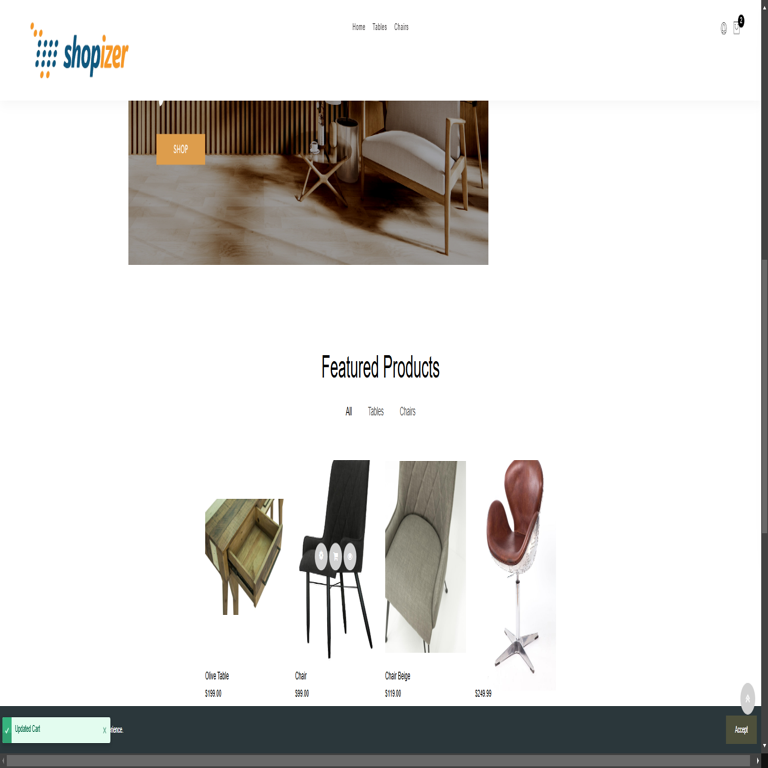 shopizer
Home Tables Chairs
2
SHOP
Featured Products
All Tables Chairs
Olive Table
$199.00
Chair
$99.00
Chair Beige
$119.00
$249.99
Updated Cart x
Accept